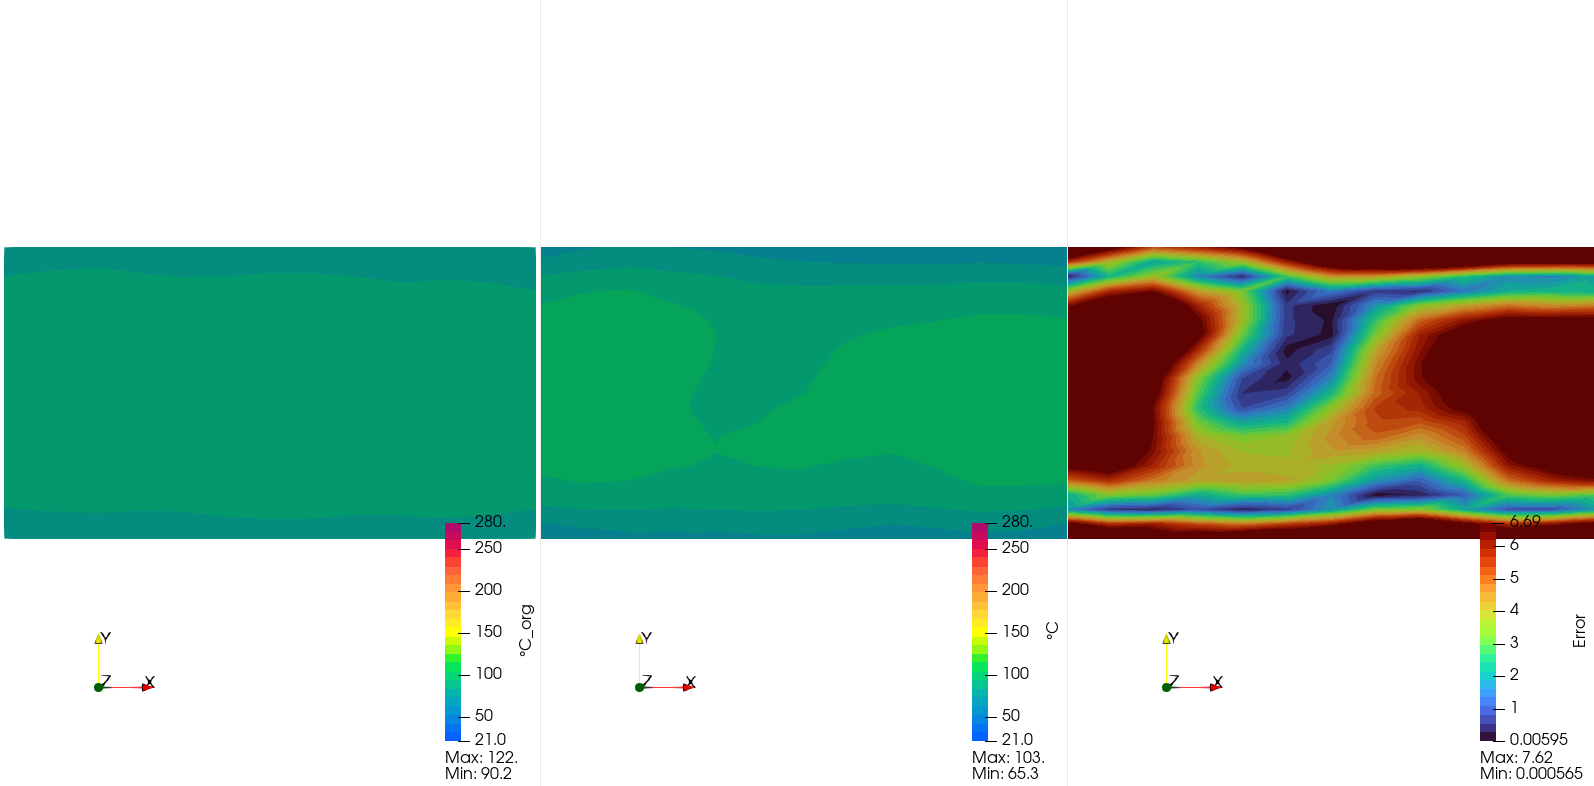 280.
250
200
150
100
50
21.0
°C_org
Max: 122.
Min: 90.2
Y
Z
X
280.
250
200
150
100
50
21.0
°C
Max: 103.
Min: 65.3
Y
Z
X
6.69
6
5
4
3
2
1
0.00595
Error
Max: 7.62
Min: 0.000565
Y
Z
X